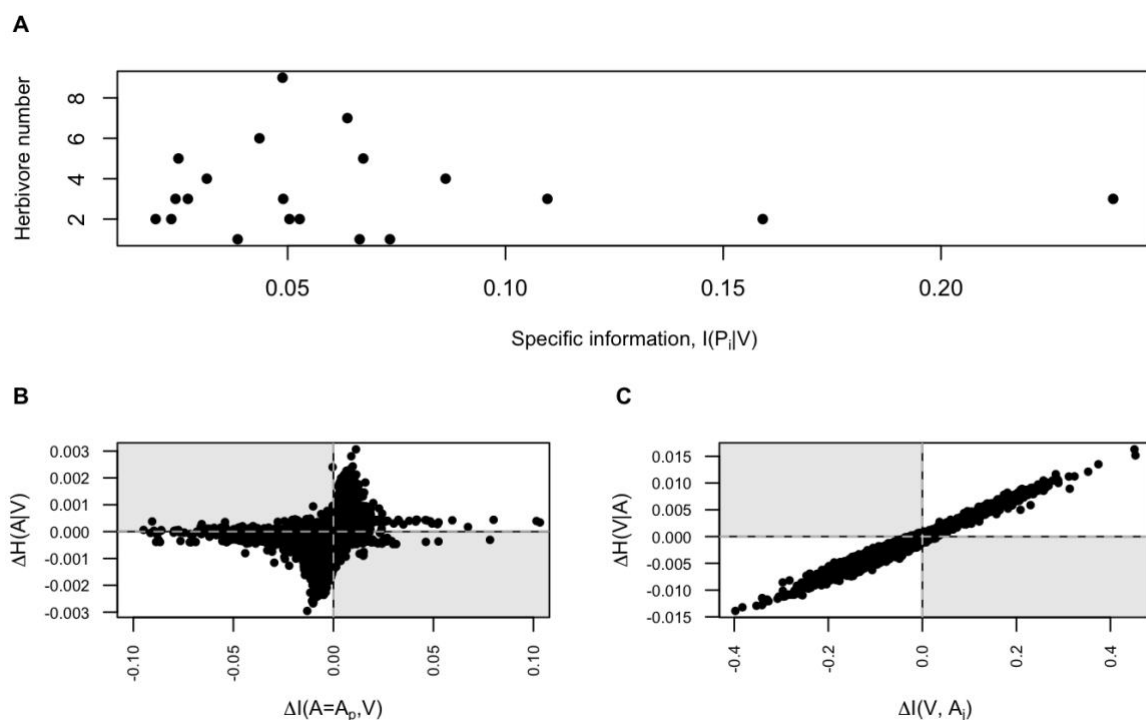 A
Herbivore number
8
6
4
2
0.05 0.10 0.15 0.20
Specific information, I(Pᵢ|V)
B
ΔH(A|V)
0.003
0.002
0.001
0.000
-0.001
-0.002
-0.003
-0.10 -0.05 0.00 0.05 0.10
ΔI(A=Aₚ,V)
C
ΔH(V|A)
0.015
0.010
0.005
0.000
-0.005
-0.010
-0.015
-0.4 -0.2 0.0 0.2 0.4
ΔI(V, Aᵢ)